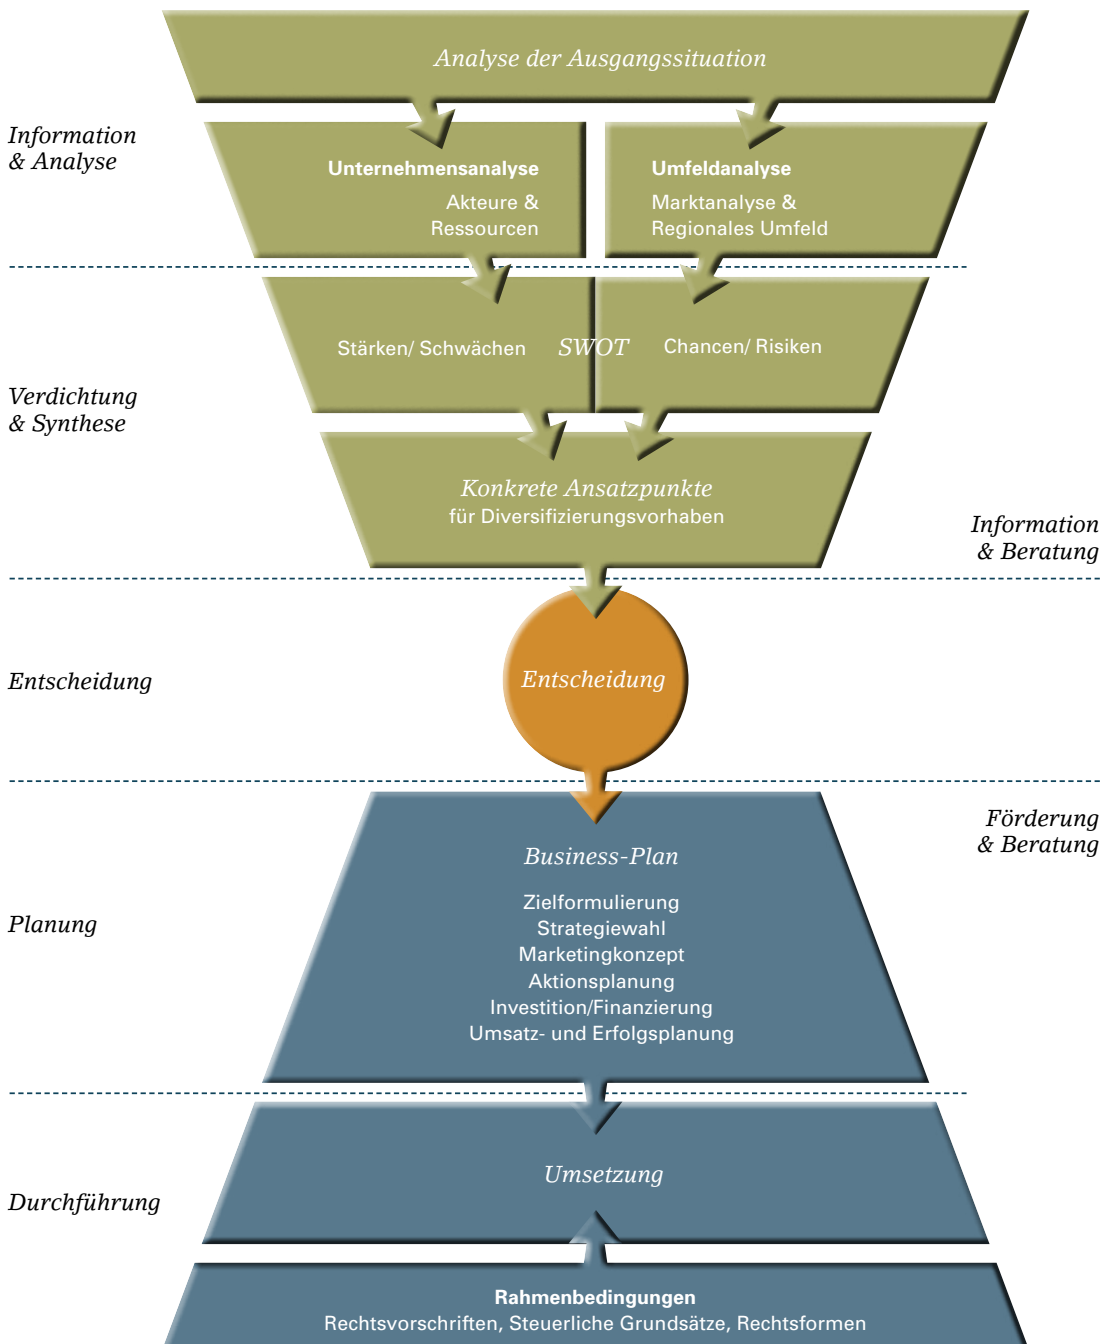 Analyse der Ausgangssituation
Information
& Analyse
Unternehmensanalyse
Akteure &
Ressourcen
Umfeldanalyse
Marktanalyse &
Regionales Umfeld
Verdichtung
& Synthese
Stärken/ Schwächen
SWOT
Chancen/ Risiken
Konkrete Ansatzpunkte
für Diversifizierungsvorhaben
Information
& Beratung
Entscheidung
Entscheidung
Förderung
& Beratung
Planung
Business-Plan
Zielformulierung
Strategiewahl
Marketingkonzept
Aktionsplanung
Investition/Finanzierung
Umsatz- und Erfolgsplanung
Durchführung
Umsetzung
Rahmenbedingungen
Rechtsvorschriften, Steuerliche Grundsätze, Rechtsformen